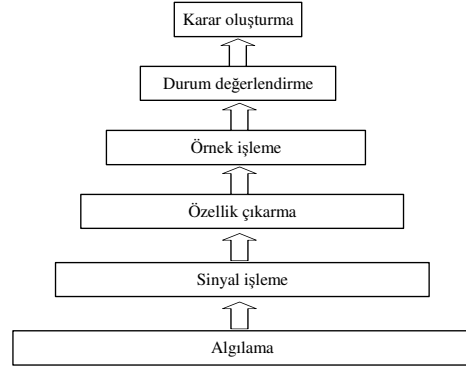 Karar oluşturma
Durum değerlendirme
Örnek işleme
Özellik çıkarma
Sinyal işleme
Algılama